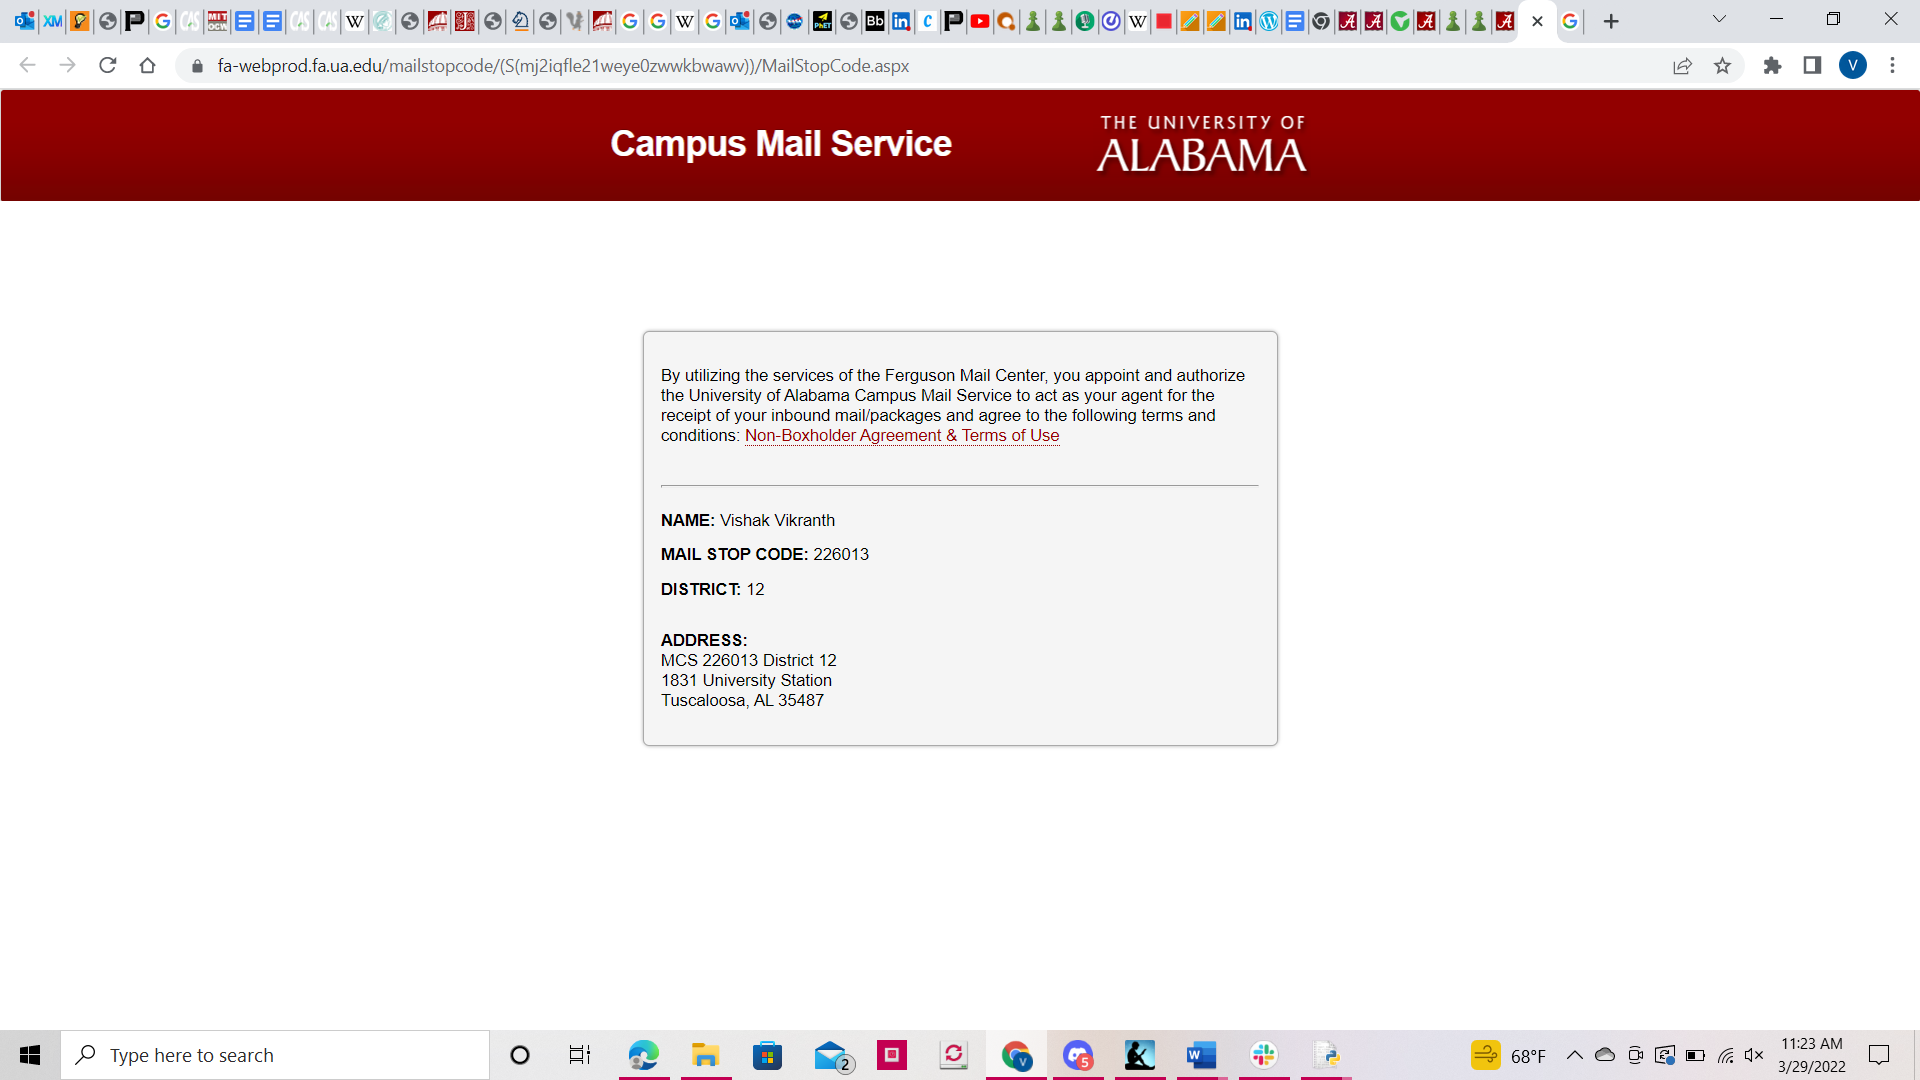 fa-webprod.fa.ua.edu/mailstopcode/(S(mj2iqfle21weye0zwwkbwawv))/MailStopCode.aspx
V
Campus Mail Service
THE UNIVERSITY OF
ALABAMA
By utilizing the services of the Ferguson Mail Center, you appoint and authorize
the University of Alabama Campus Mail Service to act as your agent for the
receipt of your inbound mail/packages and agree to the following terms and
conditions: Non-Boxholder Agreement & Terms of Use
NAME: Vishak Vikranth
MAIL STOP CODE: 226013
DISTRICT: 12
ADDRESS:
MCS 226013 District 12
1831 University Station
Tuscaloosa, AL 35487
Type here to search
2
5
68°F
11:23 AM
3/29/2022